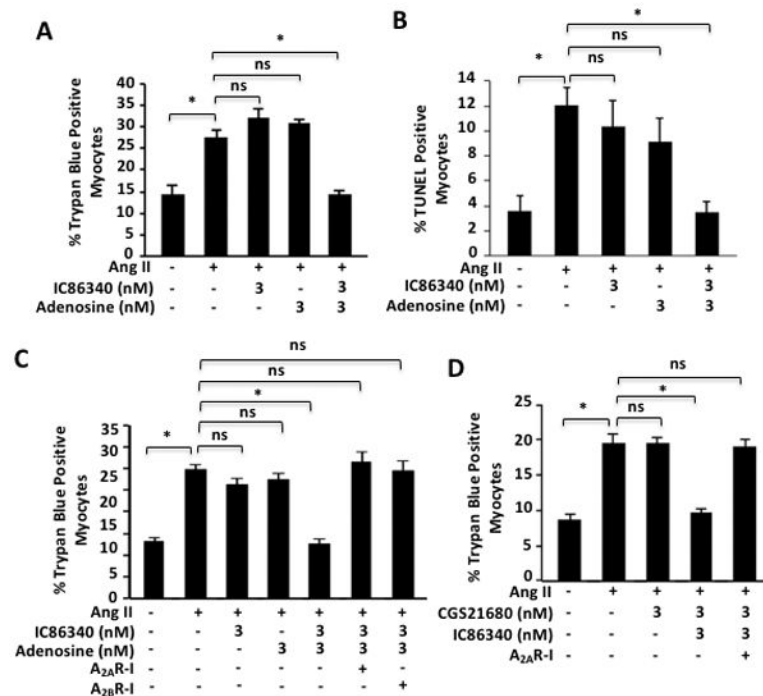 A
*
ns
ns
*
% Trypan Blue Positive
Myocytes
40
35
30
25
20
15
10
5
0
Ang II - + + + +
IC86340 (nM) - - 3 - 3
Adenosine (nM) - - - 3 3
B
*
ns
* ns
% TUNEL Positive
Myocytes
14
12
10
8
6
4
2
0
Ang II - + + + +
IC86340 (nM) - - 3 - 3
Adenosine (nM) - - - 3 3
C
ns
ns
*
ns
* ns
% Trypan Blue Positive
Myocytes
35
30
25
20
15
10
5
0
Ang II - + + + + + +
IC86340 (nM) - - 3 - 3 3 3
Adenosine (nM) - - - 3 3 3 3
A2AR-I - - - - - + -
A2BR-I - - - - - - +
D
ns
*
* ns
% Trypan Blue Positive
Myocytes
25
20
15
10
5
0
Ang II - + + + +
CGS21680 (nM) - - 3 3 3
IC86340 (nM) - - - 3 3
A2AR-I - - - - +